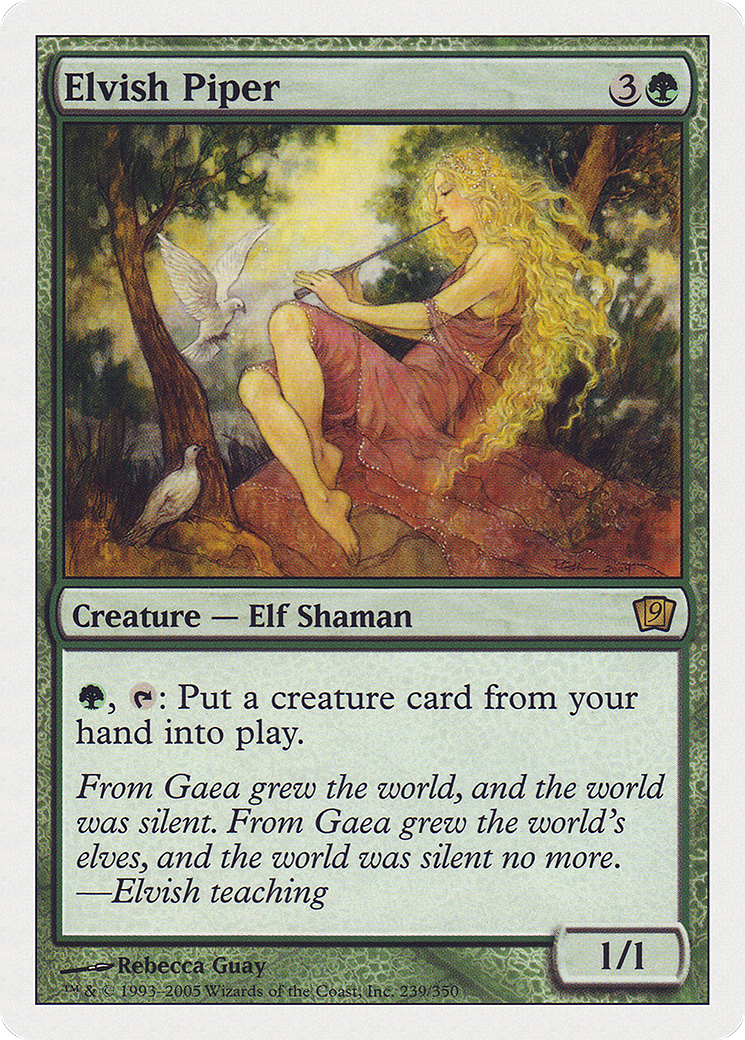 Elvish Piper 3
Creature — Elf Shaman 9
, : Put a creature card from your
hand into play.
From Gaea grew the world, and the world
was silent. From Gaea grew the world's
elves, and the world was silent no more.
—Elvish teaching
1/1
Rebecca Guay
™ & © 1993–2005 Wizards of the Coast, Inc. 239/350